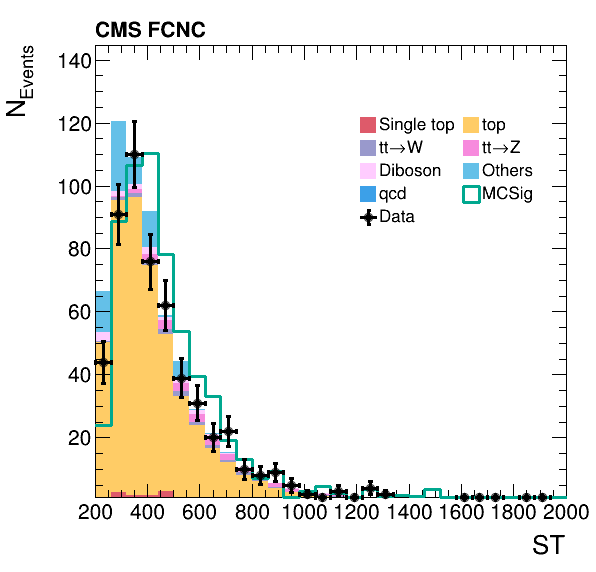 CMS FCNC
N_Events
140
120
100
80
60
40
20
Single top top
tt→W tt→Z
Diboson Others
qcd MCSig
Data
200 400 600 800 1000 1200 1400 1600 1800 2000
ST